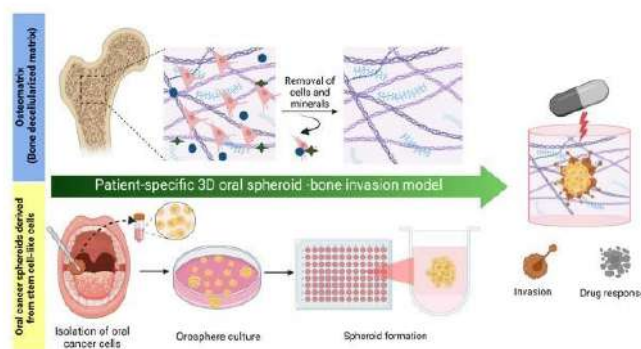 Osteomatrix
(Bone decellularized matrix)
Removal of
cells and
minerals
Patient-specific 3D oral spheroid -bone invasion model
Oral cancer spheroids derived
from stem cell-like cells
Isolation of oral
cancer cells
Orosphere culture
Spheroid formation
Invasion
Drug response